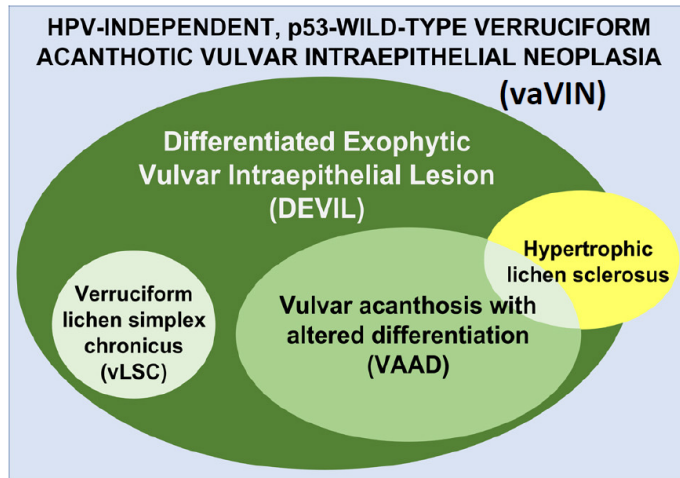 HPV-INDEPENDENT, p53-WILD-TYPE VERRUCIFORM
ACANTHOTIC VULVAR INTRAEPITHELIAL NEOPLASIA
(vaVIN)
Differentiated Exophytic
Vulvar Intraepithelial Lesion
(DEVIL)
Hypertrophic
lichen sclerosus
Verruciform
lichen simplex
chronicus
(vLSC)
Vulvar acanthosis with
altered differentiation
(VAAD)